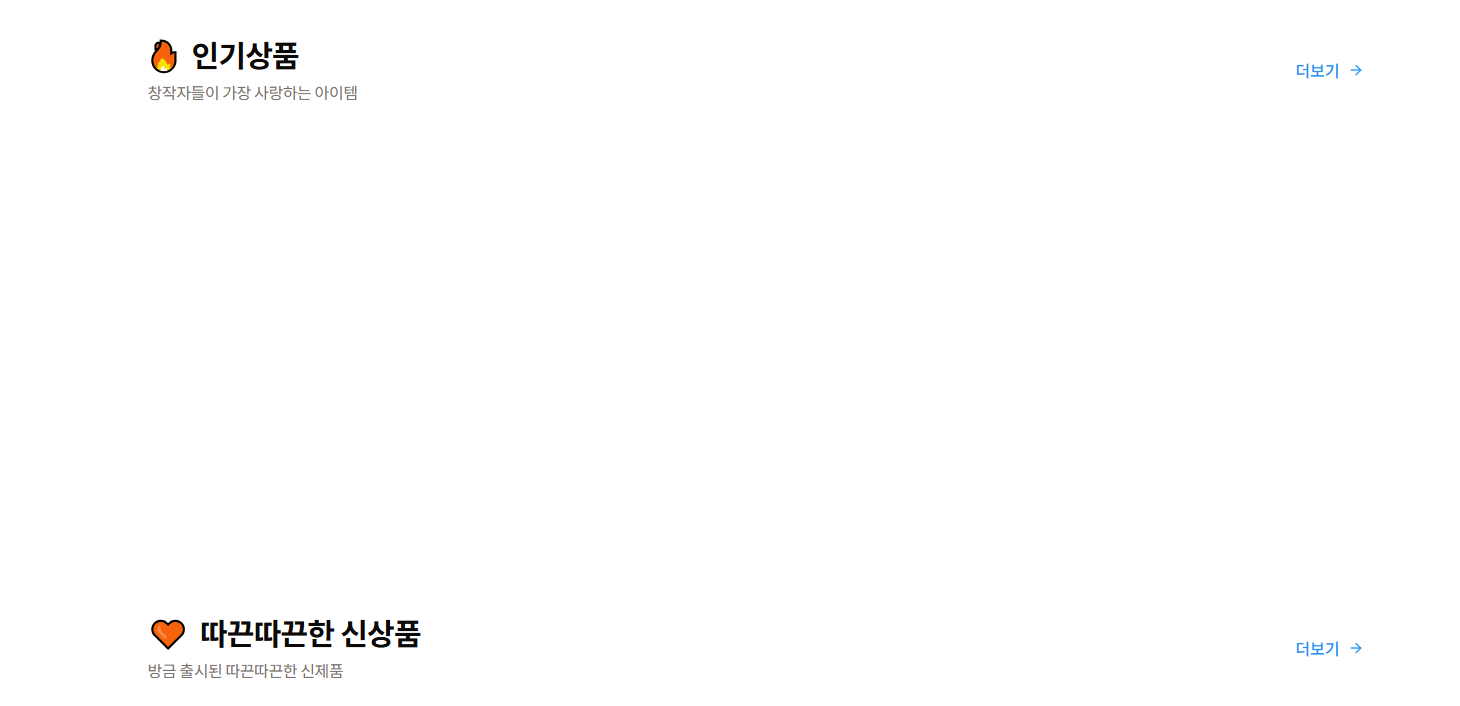 인기상품
창작자들이 가장 사랑하는 아이템
더보기
따끈따끈한 신상품
방금 출시된 따끈따끈한 신제품
더보기